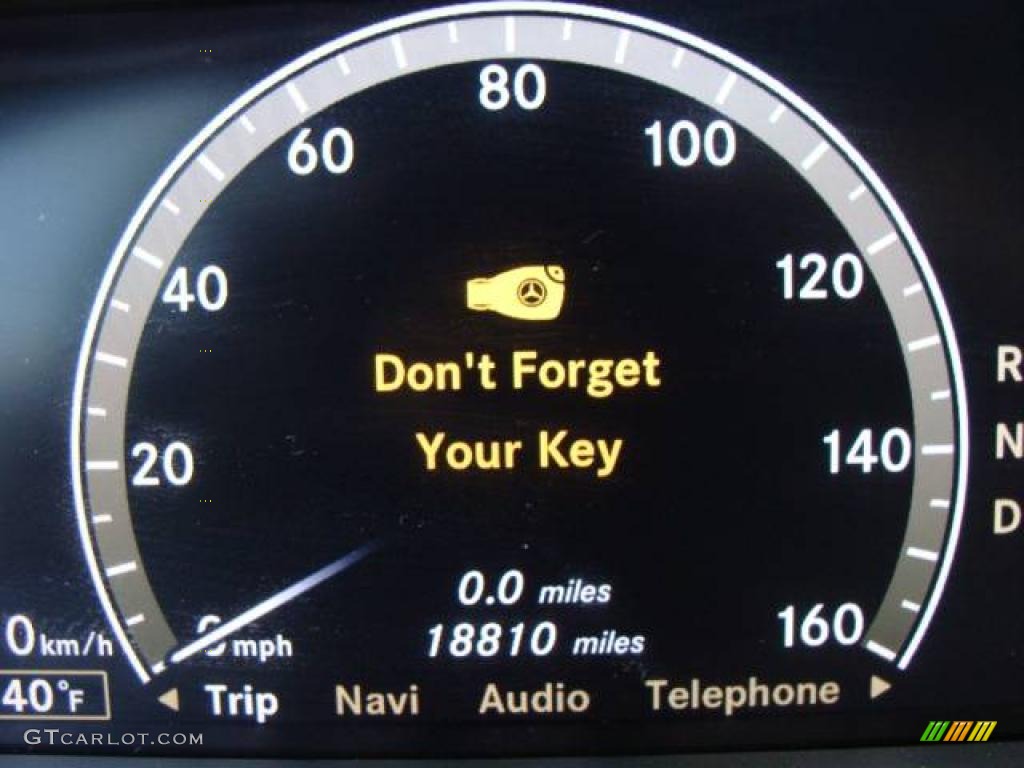 80
60
100
40
120
Don't Forget
R
Your Key
N
20
140
D
0.0 miles
160
18810 miles
0 km/h
0 mph
40°F
Trip Navi Audio Telephone
GTCARLOT.COM